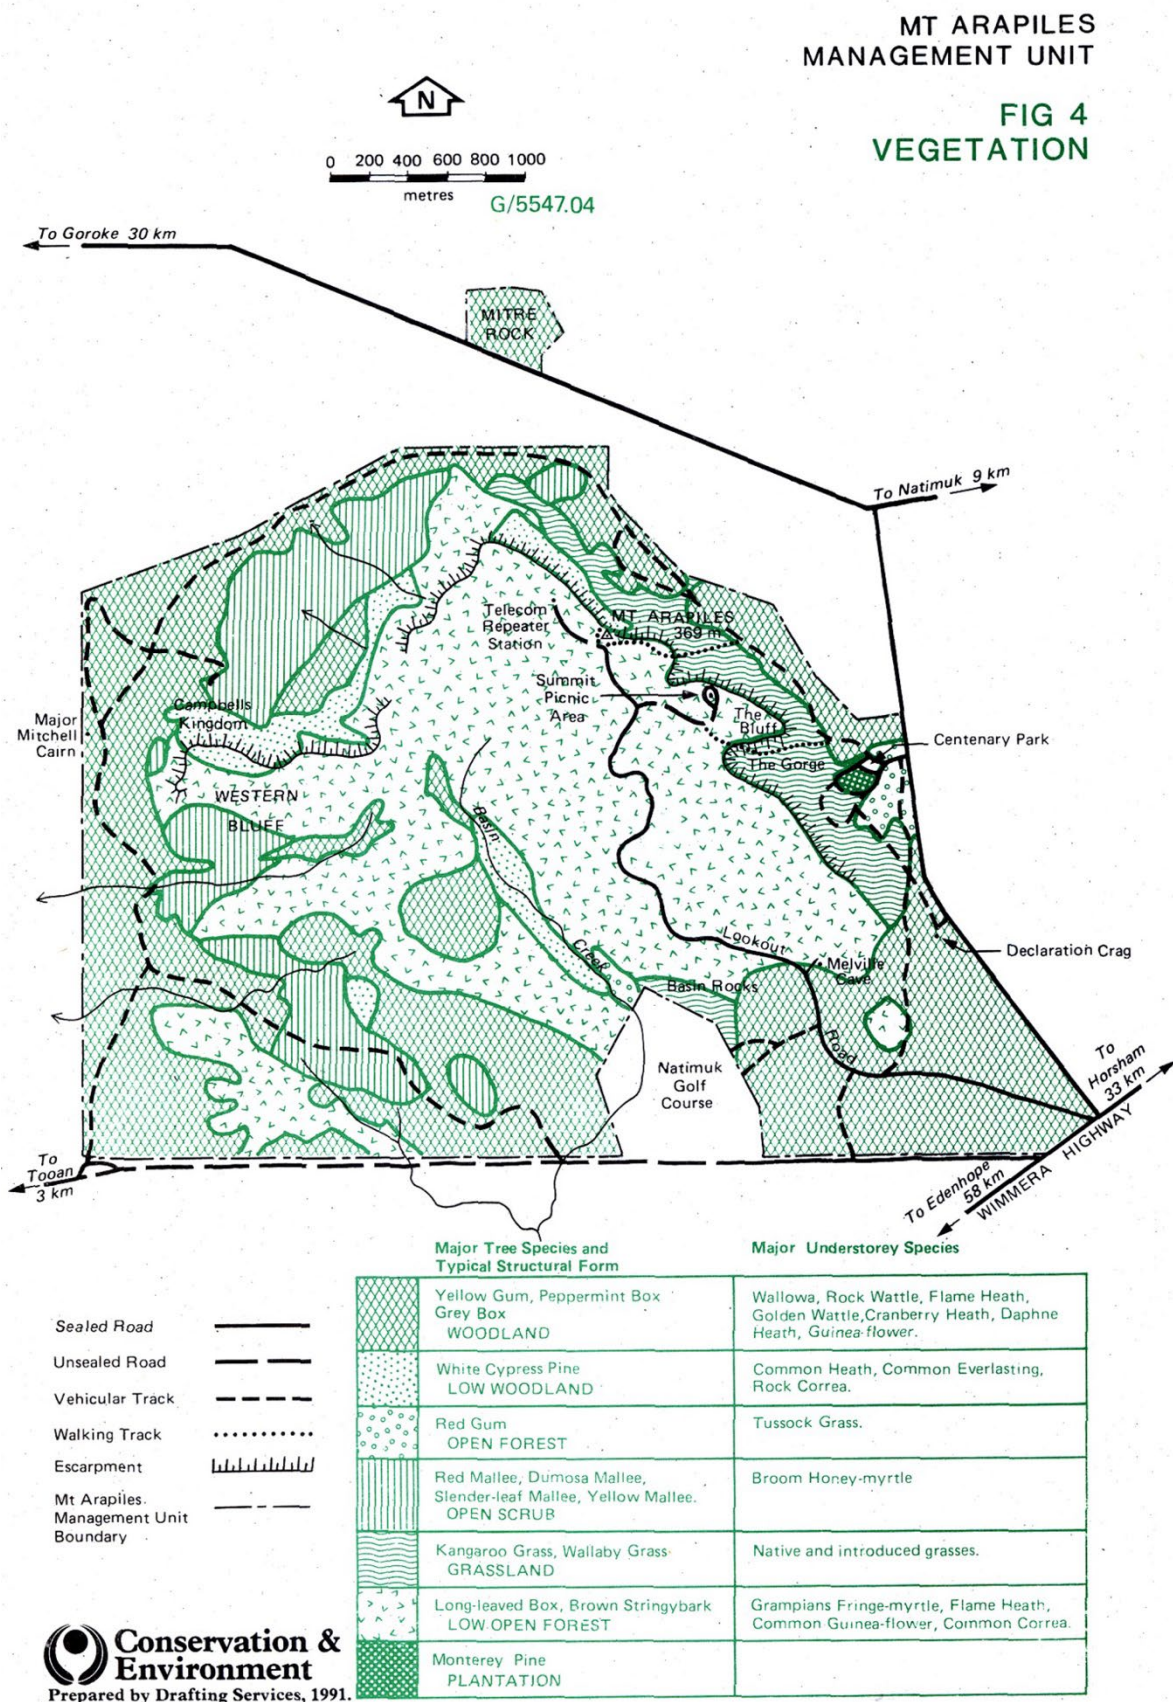 MT ARAPILES
MANAGEMENT UNIT
FIG 4
VEGETATION
N
0 200 400 600 800 1000
metres
G/5547.04
To Goroke 30 km
MITRE
ROCK
To Natimuk 9 km
Telecom
Repeater
Station
MT ARAPILES
369 m
Summit
Picnic
Area
Campbells
Kingdom
Major
Mitchell
Cairn
The
Bluff
The Gorge
Centenary Park
WESTERN
BLUFF
Basin
Creek
Lookout
Road
Melville
Cave
Declaration Crag
Basin Rocks
Natimuk
Golf
Course
To
Horsham
33 km
To
Tooan
3 km
To Edenhope
58 km
WIMMERA HIGHWAY
Sealed Road
Unsealed Road
Vehicular Track
Walking Track
Escarpment
Mt Arapiles
Management Unit
Boundary
Major Tree Species and
Typical Structural Form
Major Understorey Species
Yellow Gum, Peppermint Box
Grey Box
WOODLAND
Wallowa, Rock Wattle, Flame Heath,
Golden Wattle,Cranberry Heath, Daphne
Heath, Guinea-flower.
White Cypress Pine
LOW WOODLAND
Common Heath, Common Everlasting,
Rock Correa.
Red Gum
OPEN FOREST
Tussock Grass.
Red Mallee, Dumosa Mallee,
Slender-leaf Mallee, Yellow Mallee.
OPEN SCRUB
Broom Honey-myrtle
Kangaroo Grass, Wallaby Grass
GRASSLAND
Native and introduced grasses.
Long-leaved Box, Brown Stringybark
LOW OPEN FOREST
Grampians Fringe-myrtle, Flame Heath,
Common Guinea-flower, Common Correa.
Monterey Pine
PLANTATION
Conservation &
Environment
Prepared by Drafting Services, 1991.